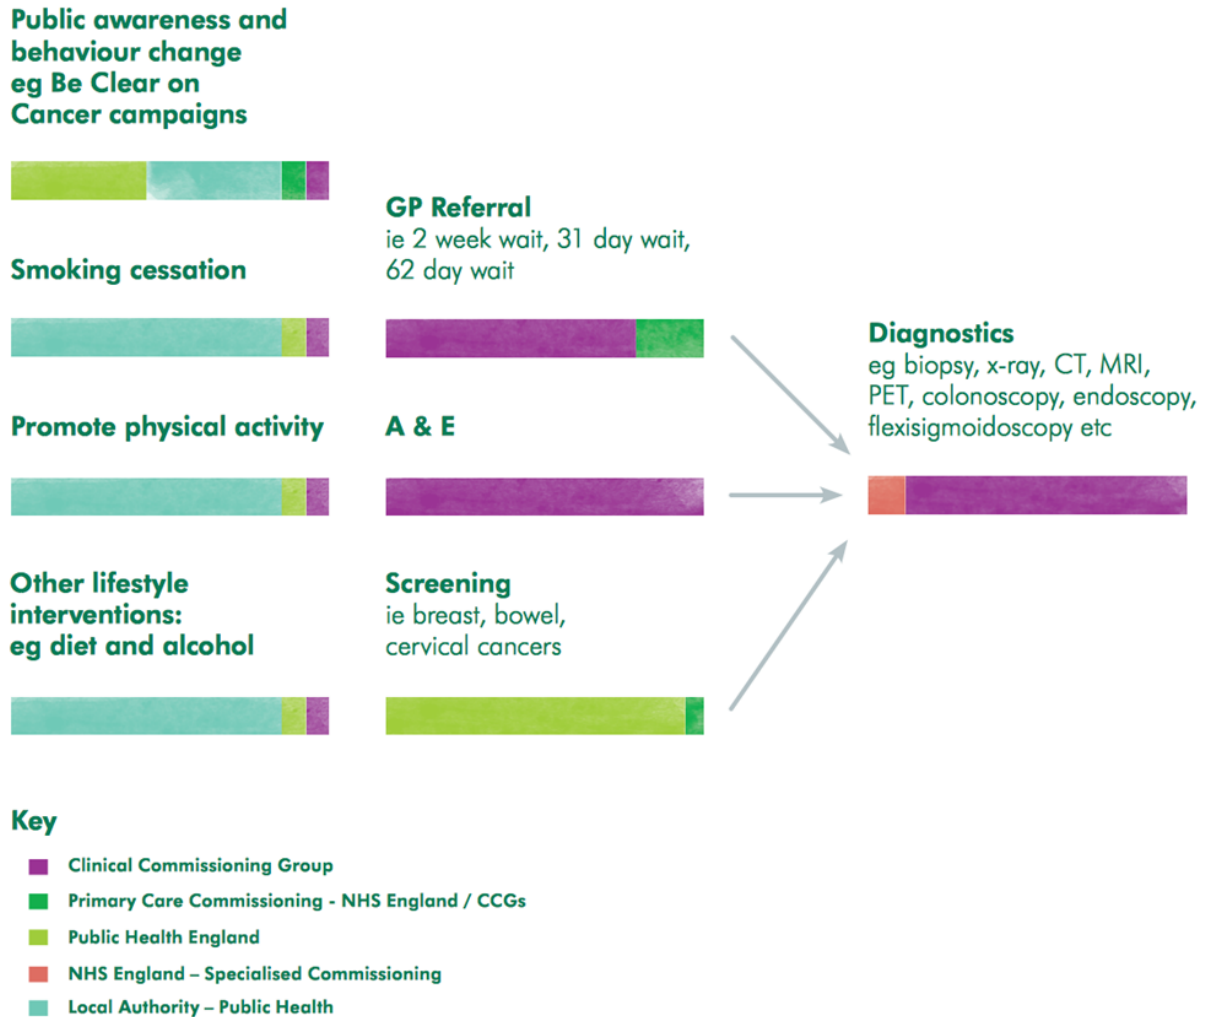 Public awareness and
behaviour change
eg Be Clear on
Cancer campaigns
Smoking cessation
Promote physical activity
Other lifestyle
interventions:
eg diet and alcohol
GP Referral
ie 2 week wait, 31 day wait,
62 day wait
A & E
Screening
ie breast, bowel,
cervical cancers
Diagnostics
eg biopsy, x-ray, CT, MRI,
PET, colonoscopy, endoscopy,
flexisigmoidoscopy etc
Key
Clinical Commissioning Group
Primary Care Commissioning - NHS England / CCGs
Public Health England
NHS England – Specialised Commissioning
Local Authority – Public Health